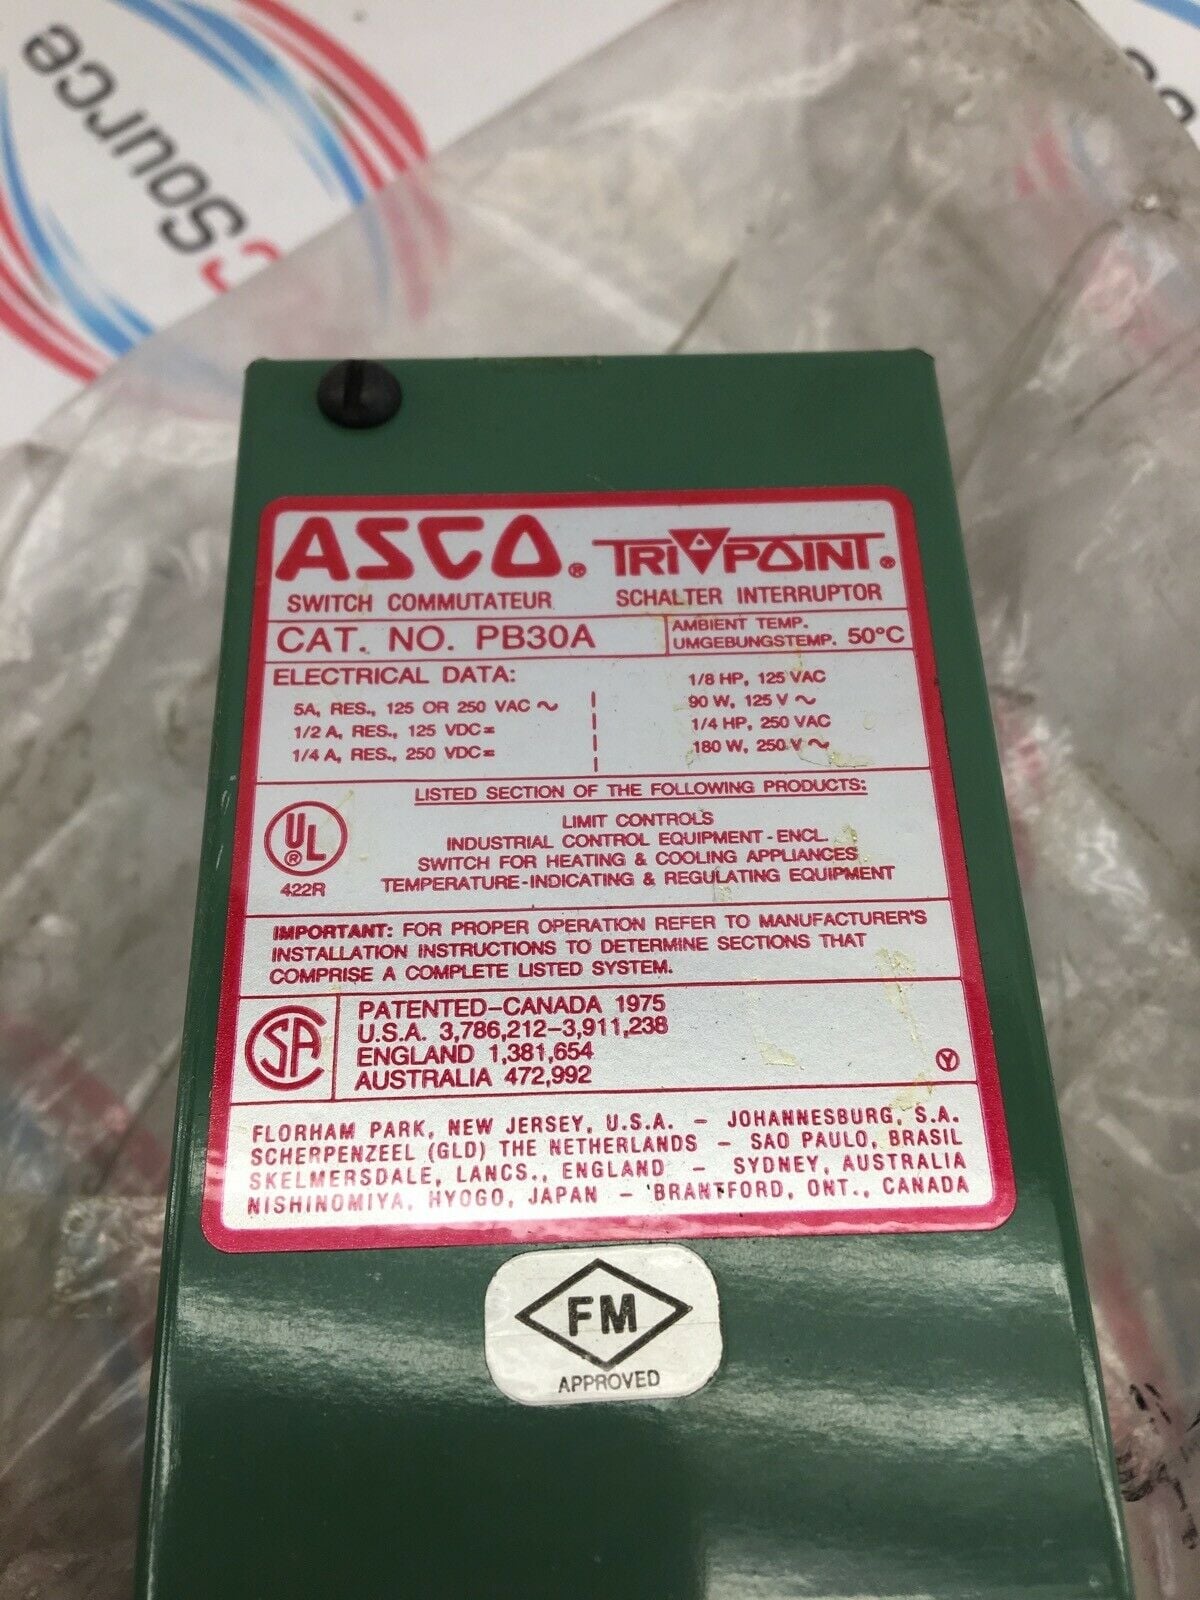 Source
ASCO® TRIPOINT®
SWITCH COMMUTATEUR SCHALTER INTERRUPTOR
CAT. NO. PB30A
AMBIENT TEMP.
UMGEBUNGSTEMP. 50°C
ELECTRICAL DATA:
5A, RES., 125 OR 250 VAC ~
1/2 A, RES., 125 VDC=
1/4 A, RES., 250 VDC=
1/8 HP, 125 VAC
90 W, 125 V ~
1/4 HP, 250 VAC
180 W, 250 V ~
UL ®
422R
LISTED SECTION OF THE FOLLOWING PRODUCTS:
LIMIT CONTROLS
INDUSTRIAL CONTROL EQUIPMENT-ENCL.
SWITCH FOR HEATING & COOLING APPLIANCES
TEMPERATURE-INDICATING & REGULATING EQUIPMENT
IMPORTANT: FOR PROPER OPERATION REFER TO MANUFACTURER'S
INSTALLATION INSTRUCTIONS TO DETERMINE SECTIONS THAT
COMPRISE A COMPLETE LISTED SYSTEM.
SA
PATENTED-CANADA 1975
U.S.A. 3,786,212-3,911,238
ENGLAND 1,381,654
AUSTRALIA 472,992
Y
FLORHAM PARK, NEW JERSEY, U.S.A. - JOHANNESBURG, S.A.
SCHERPENZEEL (GLD) THE NETHERLANDS - SAO PAULO, BRASIL
SKELMERSDALE, LANCS., ENGLAND - SYDNEY, AUSTRALIA
NISHINOMIYA, HYOGO, JAPAN - BRANTFORD, ONT., CANADA
FM
APPROVED